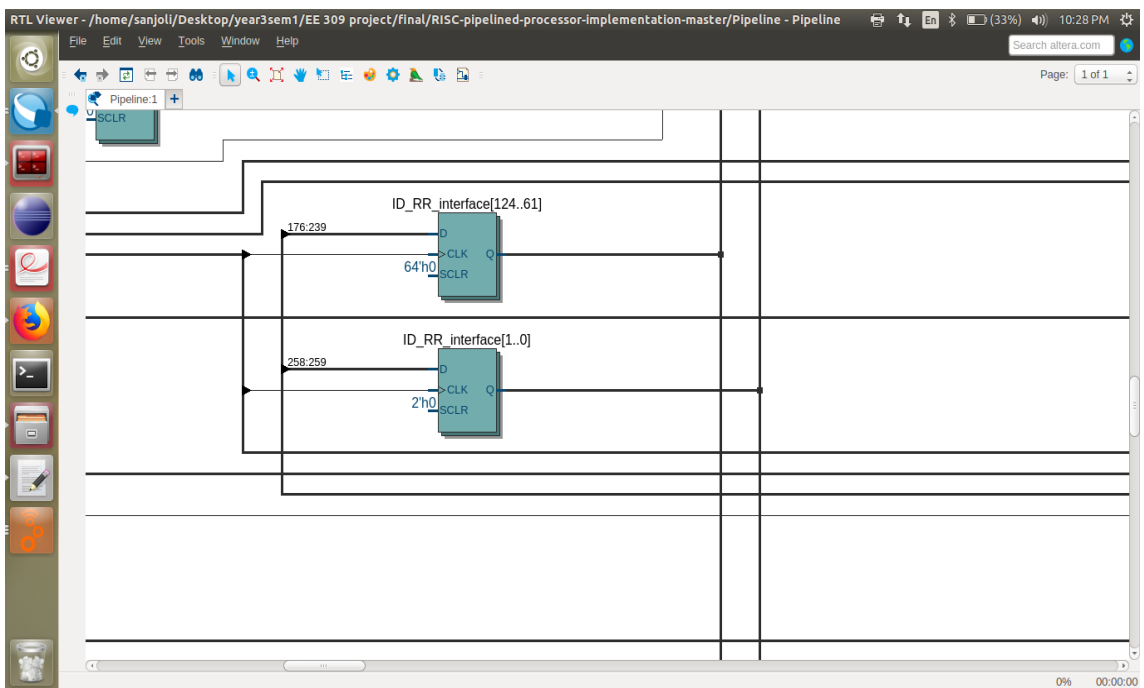 RTL Viewer - /home/sanjoli/Desktop/year3sem1/EE 309 project/final/RISC-pipelined-processor-implementation-master/Pipeline - Pipeline En (33%) 10:28 PM
File Edit View Tools Window Help
Search altera.com
Page: 1 of 1
Pipeline:1
SCLR
ID_RR_interface[124..61]
176:239
D
CLK Q
64'h0
SCLR
ID_RR_interface[1..0]
258:259
D
CLK Q
2'h0
SCLR
0% 00:00:00